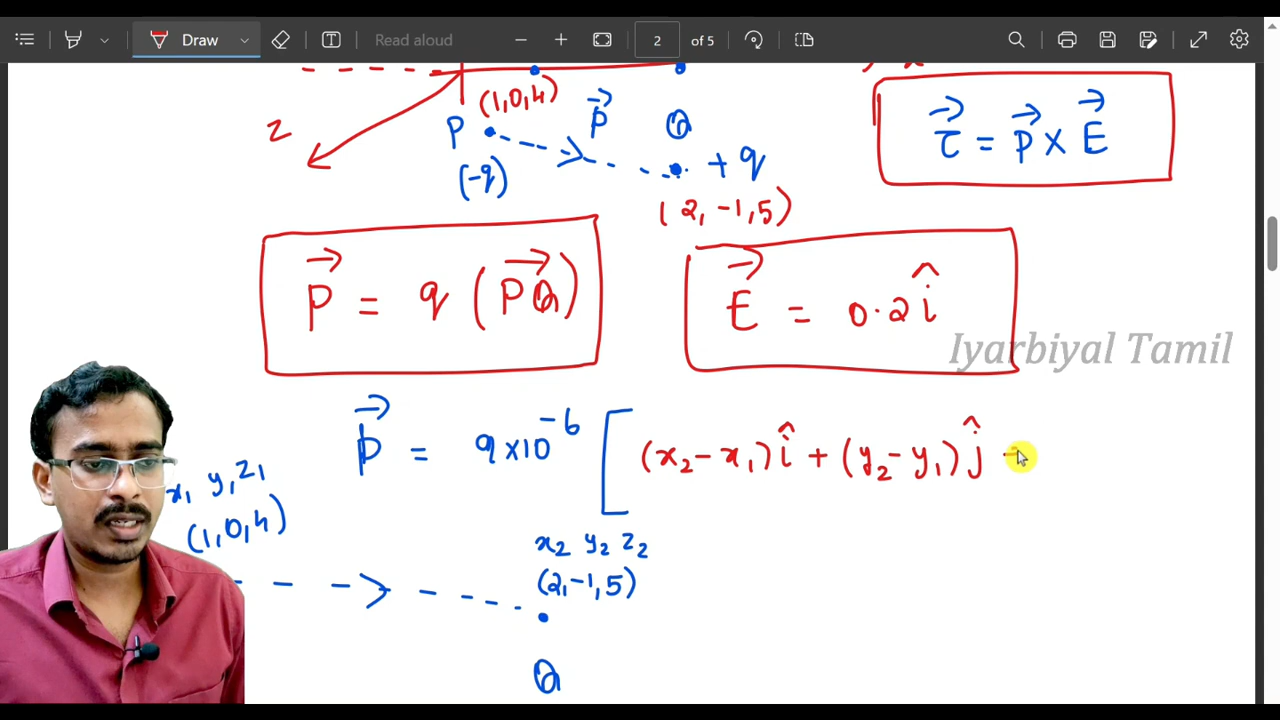 Draw Read aloud 2 of 5
z (1,0,4)
P p⃗ Q
(-q) + q
(2, -1, 5)
τ⃗ = p⃗ × E⃗
P⃗ = q (PQ⃗)
E⃗ = 0.2 î
Iyarbiyal Tamil
p⃗ = 9×10⁻⁶ [ (x₂ - x₁) î + (y₂ - y₁) ĵ
x₁ y₁ z₁
(1,0,4)
x₂ y₂ z₂
(2,-1,5)
Q